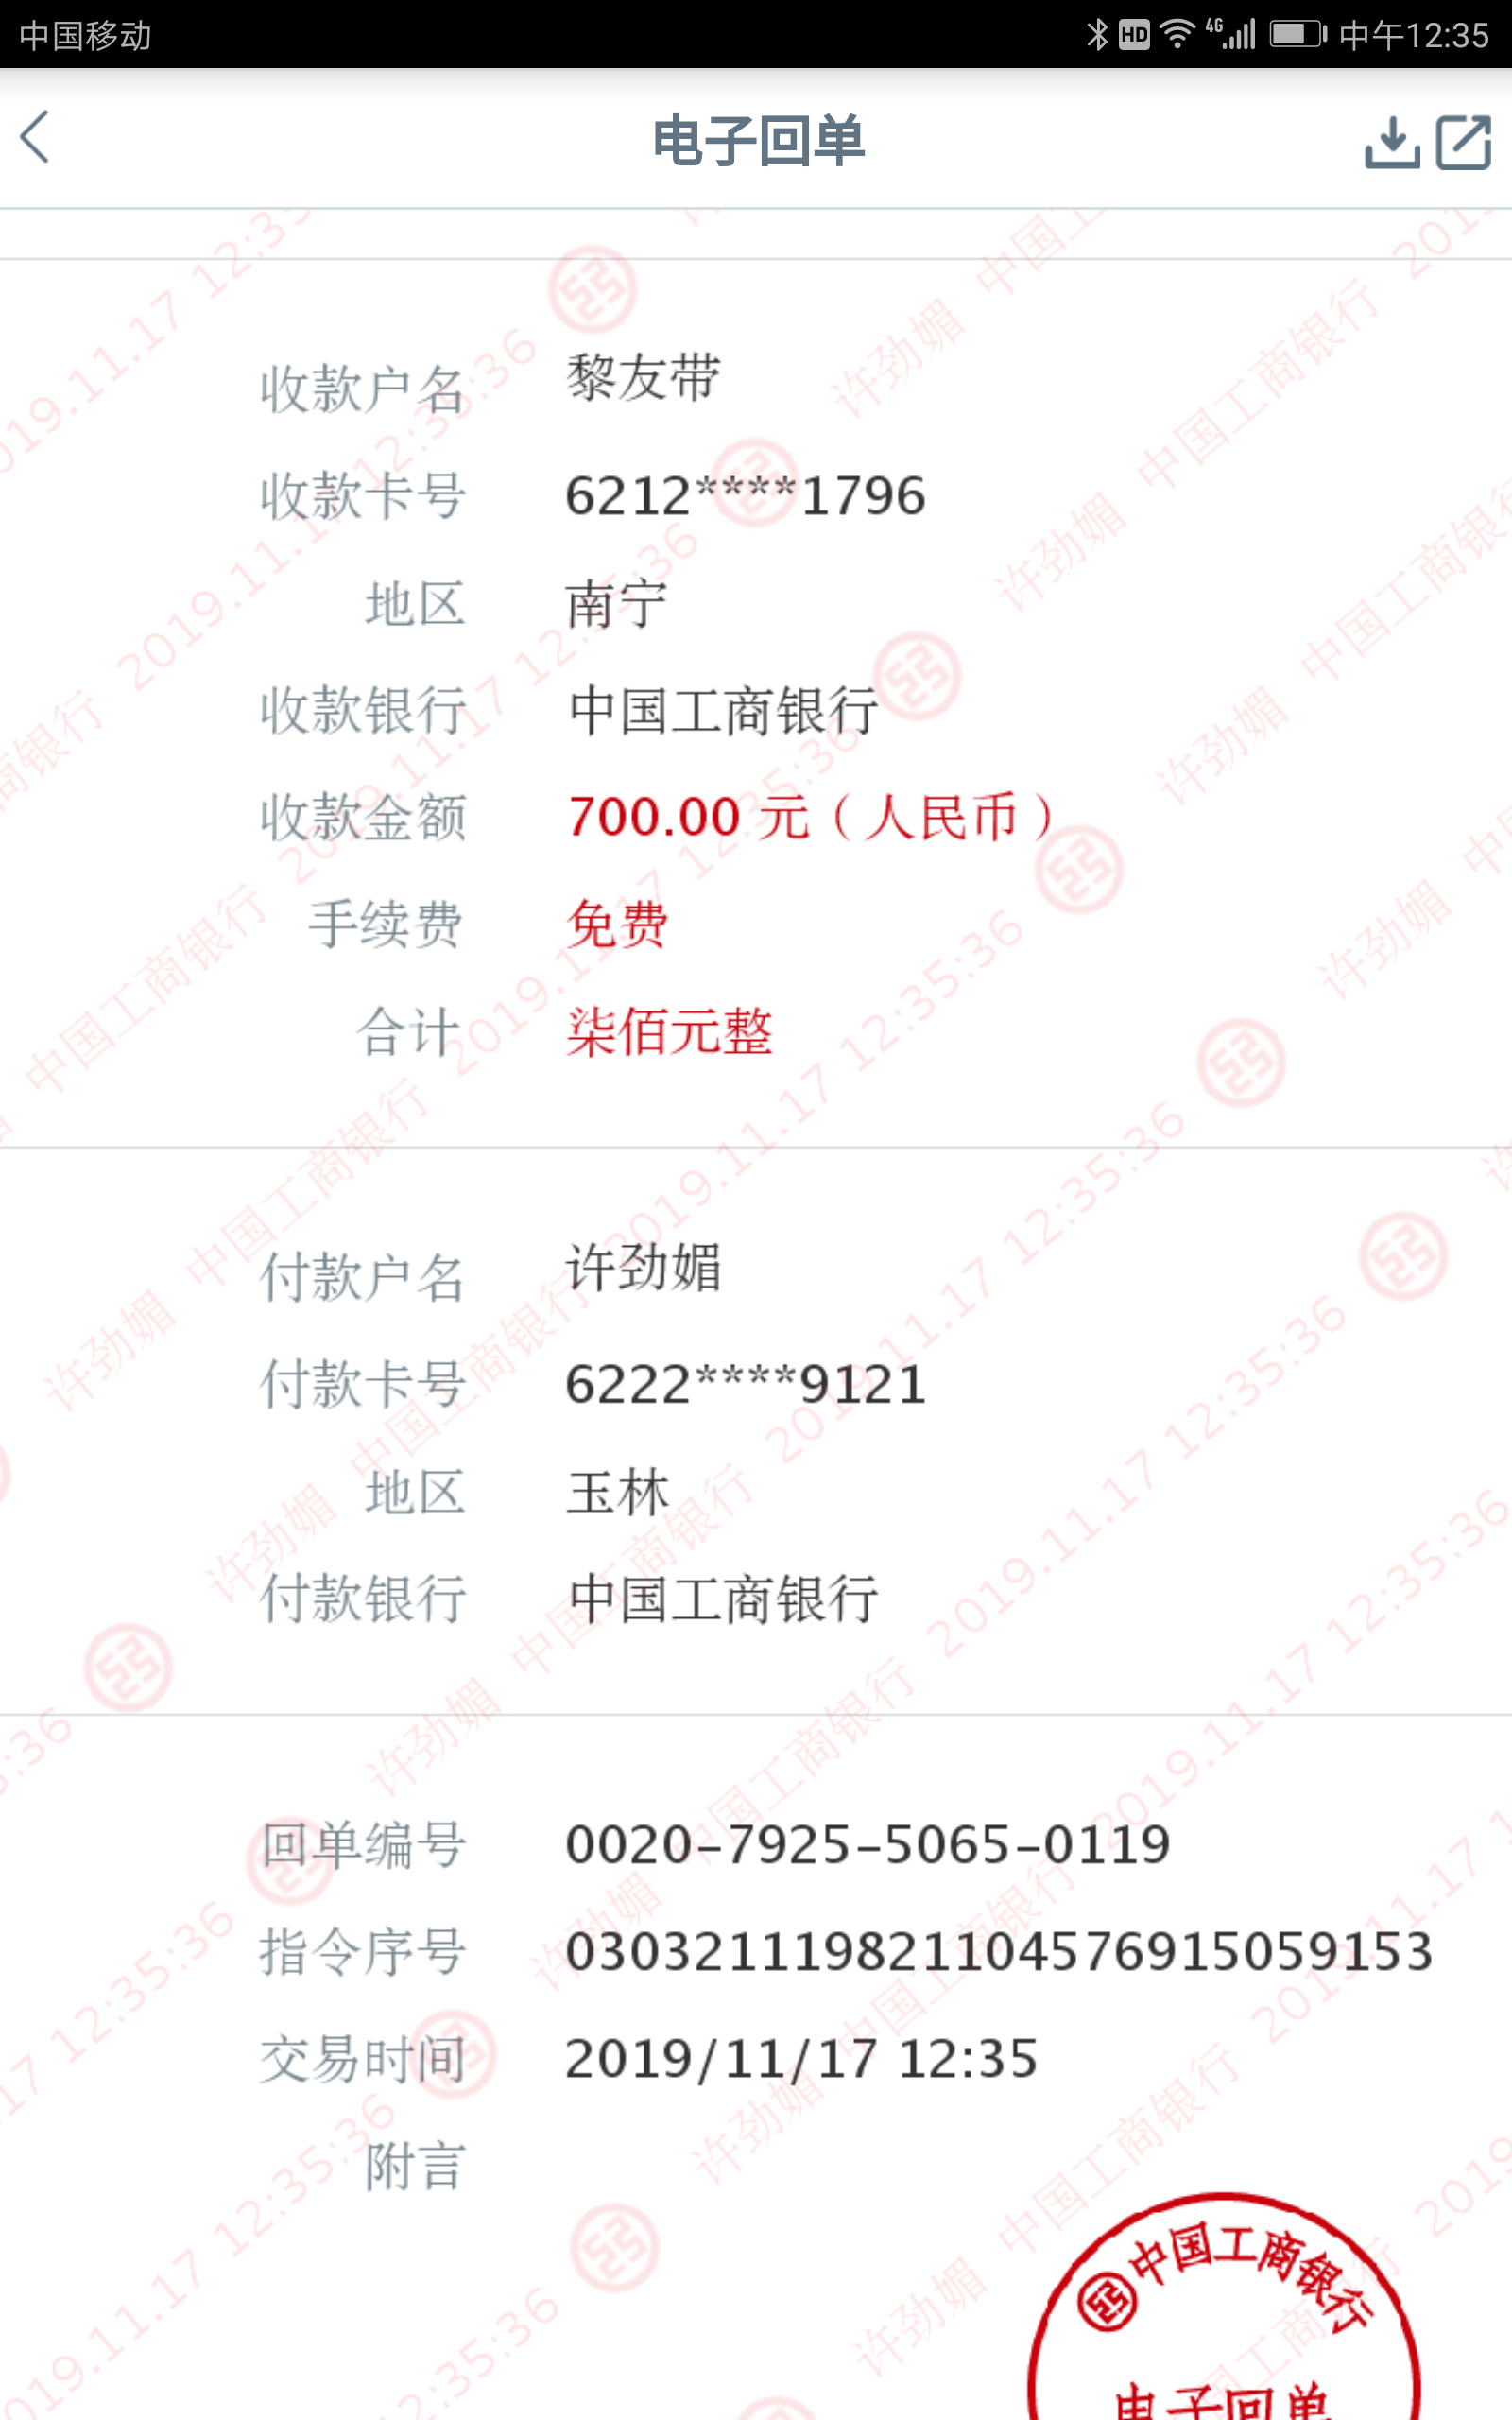 中国移动 HD 4G 中午12:35
电子回单
收款户名 黎友带
收款卡号 6212****1796
地区 南宁
收款银行 中国工商银行
收款金额 700.00 元（人民币）
手续费 免费
合计 柒佰元整
付款户名 许劲媚
付款卡号 6222****9121
地区 玉林
付款银行 中国工商银行
回单编号 0020-7925-5065-0119
指令序号 03032111982110457691505​9153
交易时间 2019/11/17 12:35
附言
中国工商银行
电子回单
许劲媚 中国工商银行 2019.11.17 12:35:36